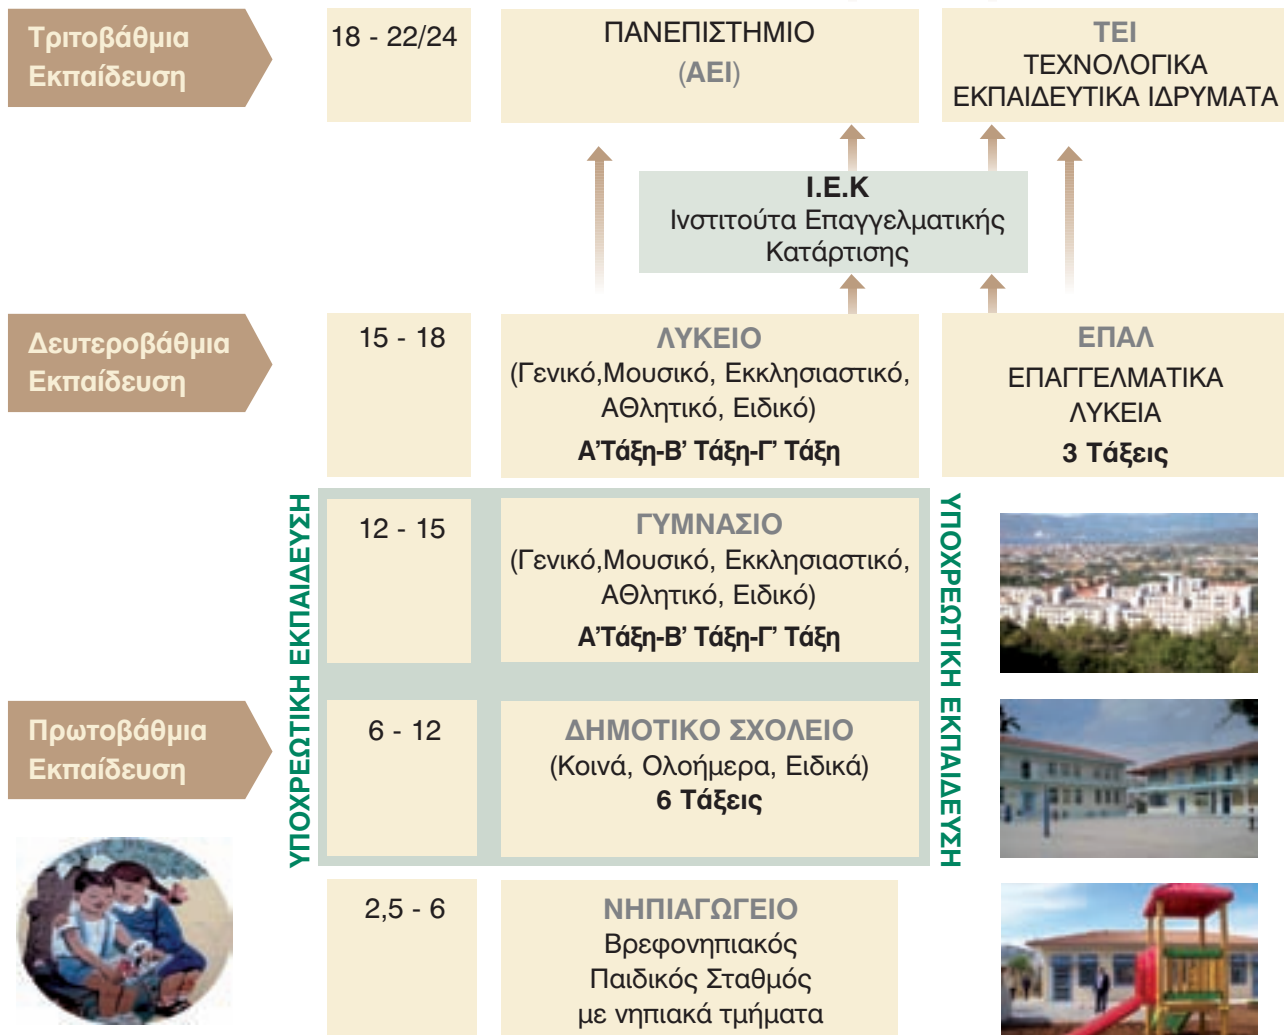 Τριτοβάθμια
Εκπαίδευση
18 - 22/24
ΠΑΝΕΠΙΣΤΗΜΙΟ
(ΑΕΙ)
ΤΕΙ
ΤΕΧΝΟΛΟΓΙΚΑ
ΕΚΠΑΙΔΕΥΤΙΚΑ ΙΔΡΥΜΑΤΑ
Ι.Ε.Κ
Ινστιτούτα Επαγγελματικής
Κατάρτισης
Δευτεροβάθμια
Εκπαίδευση
15 - 18
ΛΥΚΕΙΟ
(Γενικό,Μουσικό, Εκκλησιαστικό,
ΑΘλητικό, Ειδικό)
Α'Τάξη-Β' Τάξη-Γ' Τάξη
ΕΠΑΛ
ΕΠΑΓΓΕΛΜΑΤΙΚΑ
ΛΥΚΕΙΑ
3 Τάξεις
ΥΠΟΧΡΕΩΤΙΚΗ ΕΚΠΑΙΔΕΥΣΗ
12 - 15
ΓΥΜΝΑΣΙΟ
(Γενικό,Μουσικό, Εκκλησιαστικό,
ΑΘλητικό, Ειδικό)
Α'Τάξη-Β' Τάξη-Γ' Τάξη
ΥΠΟΧΡΕΩΤΙΚΗ ΕΚΠΑΙΔΕΥΣΗ
Πρωτοβάθμια
Εκπαίδευση
6 - 12
ΔΗΜΟΤΙΚΟ ΣΧΟΛΕΙΟ
(Κοινά, Ολοήμερα, Ειδικά)
6 Τάξεις
2,5 - 6
ΝΗΠΙΑΓΩΓΕΙΟ
Βρεφονηπιακός
Παιδικός Σταθμός
με νηπιακά τμήματα